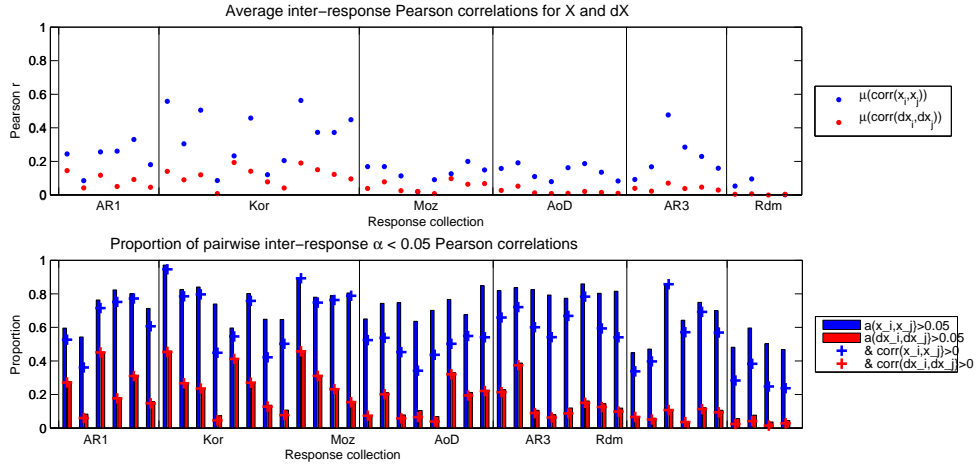 Average inter-response Pearson correlations for X and dX
1
0.8
0.6
0.4
0.2
0
Pearson r
AR1 Kor Moz AoD AR3 Rdm
Response collection
μ(corr(x_i,x_j))
μ(corr(dx_i,dx_j))
Proportion of pairwise inter-response α < 0.05 Pearson correlations
1
0.8
0.6
0.4
0.2
0
Proportion
AR1 Kor Moz AoD AR3 Rdm
Response collection
a(x_i,x_j)>0.05
a(dx_i,dx_j)>0.05
& corr(x_i,x_j)>0
& corr(dx_i,dx_j)>0